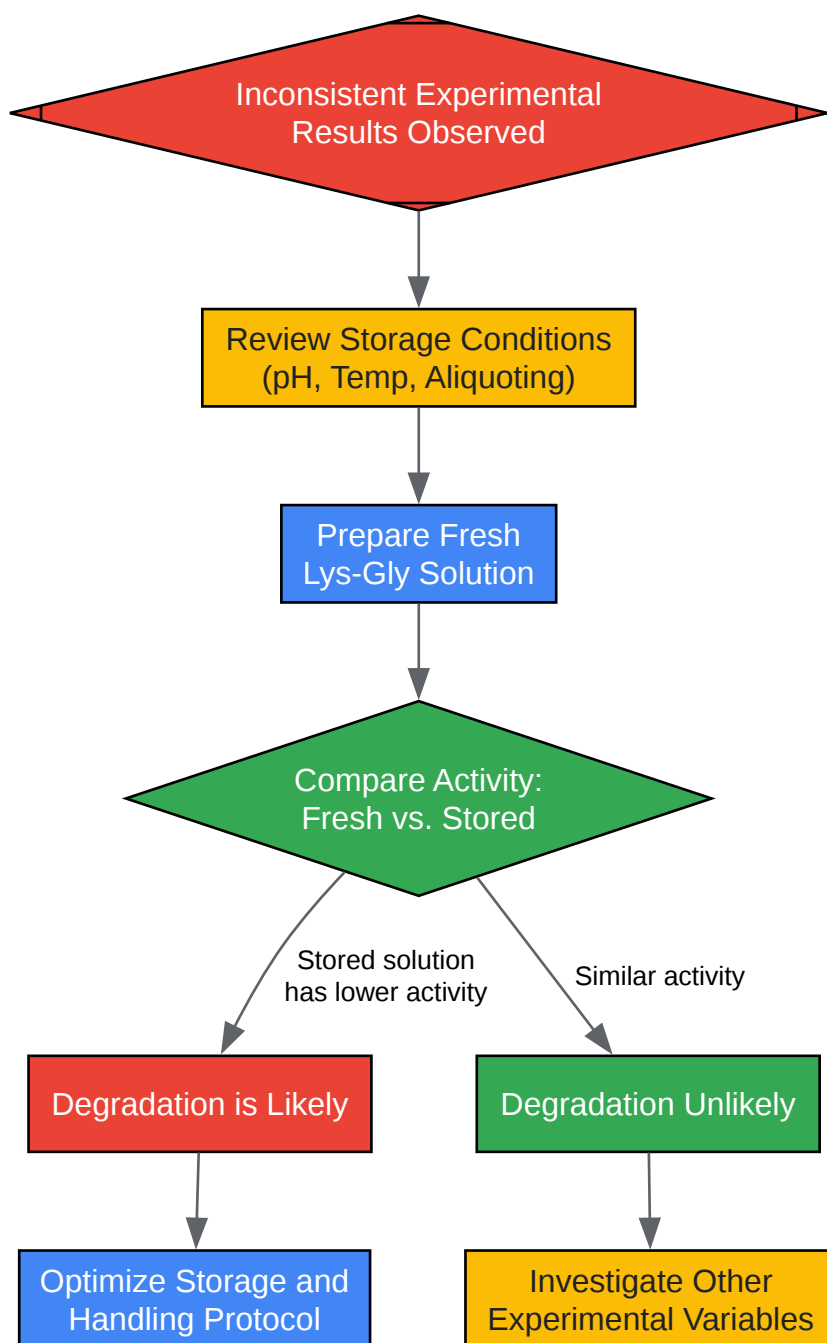 Inconsistent Experimental
Results Observed
Review Storage Conditions
(pH, Temp, Aliquoting)
Prepare Fresh
Lys-Gly Solution
Compare Activity:
Fresh vs. Stored
Stored solution
has lower activity
Similar activity
Degradation is Likely
Degradation Unlikely
Optimize Storage and
Handling Protocol
Investigate Other
Experimental Variables